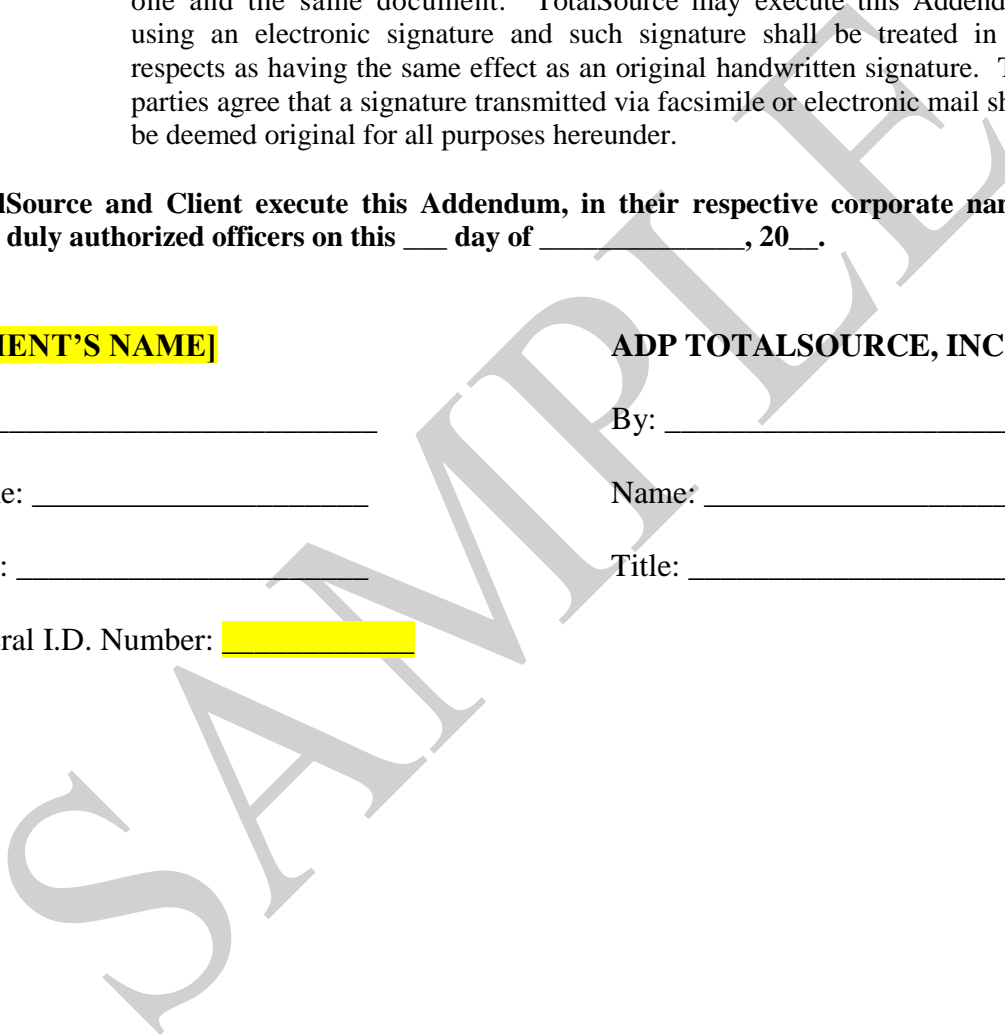 one and the same document. TotalSource may execute this Addend
using an electronic signature and such signature shall be treated in
respects as having the same effect as an original handwritten signature. T
parties agree that a signature transmitted via facsimile or electronic mail sh
be deemed original for all purposes hereunder.
lSource and Client execute this Addendum, in their respective corporate nan
duly authorized officers on this ___ day of ______________, 20__.
IENT’S NAME] ADP TOTALSOURCE, INC
________________________ By: ______________________
e: _____________________ Name: ___________________
: ______________________ Title: ____________________
ral I.D. Number: ____________
SAMPLE